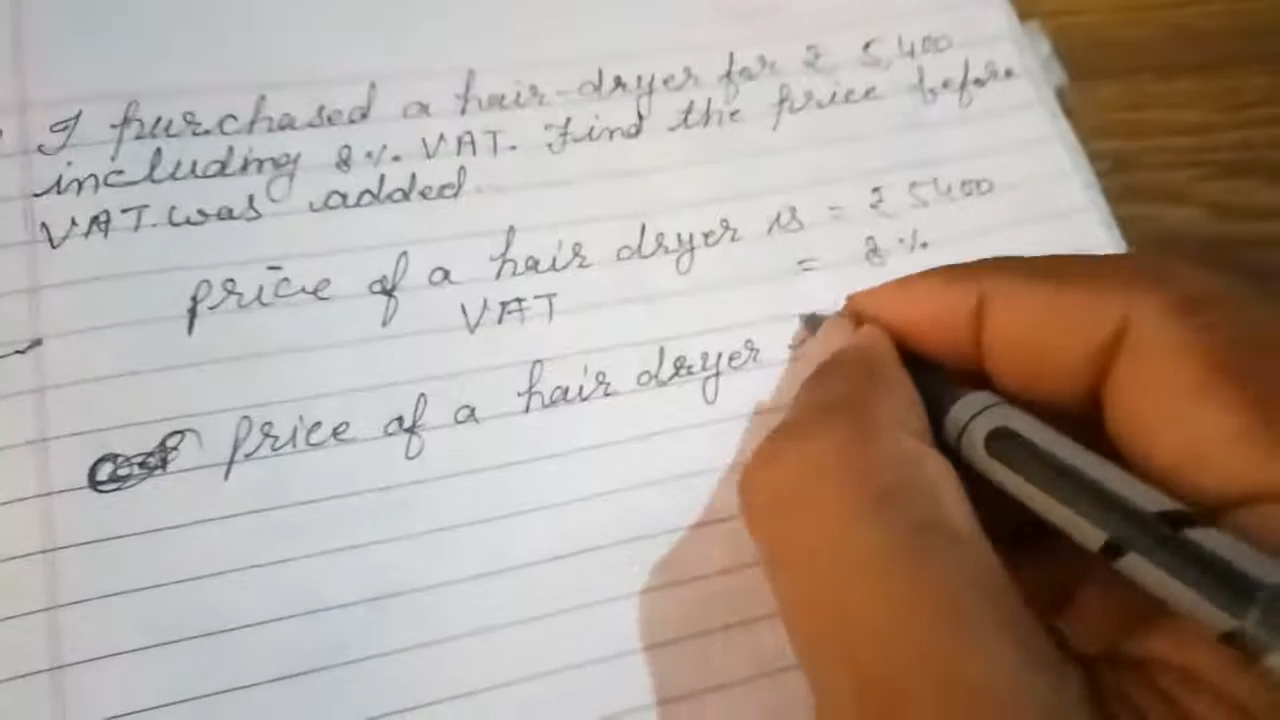 I purchased a hair-dryer for ₹ 5,400
including 8%. VAT. Find the price before
VAT. was added.
price of a hair dryer is = ₹ 5400
VAT = 8%
price of a hair dryer